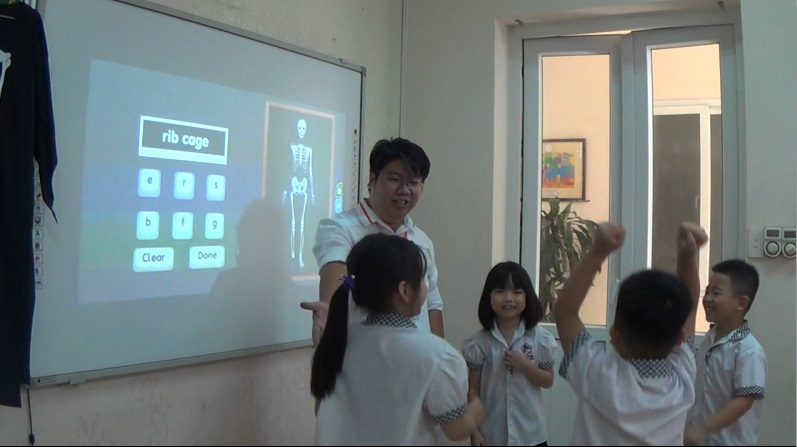 rib cage
e r s
b f g
Clear Done